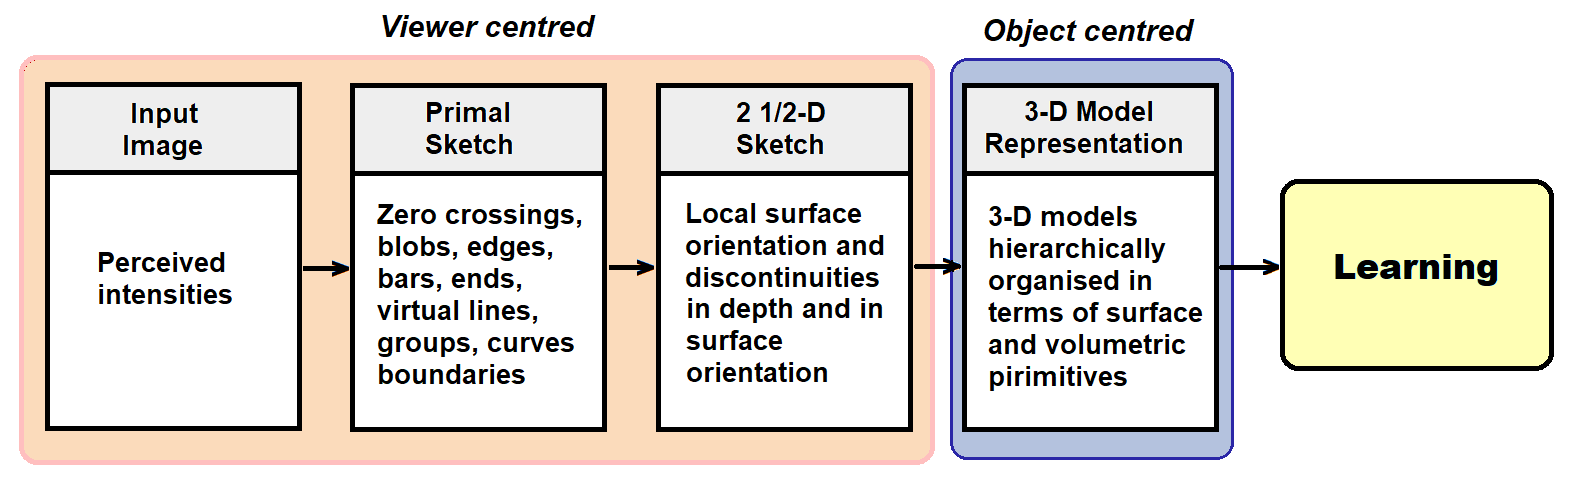 Viewer centred
Object centred
Input
Image
Perceived
intensities
Primal
Sketch
Zero crossings,
blobs, edges,
bars, ends,
virtual lines,
groups, curves
boundaries
2 1/2-D
Sketch
Local surface
orientation and
discontinuities
in depth and in
surface
orientation
3-D Model
Representation
3-D models
hierarchically
organised in
terms of surface
and volumetric
pirimitives
Learning